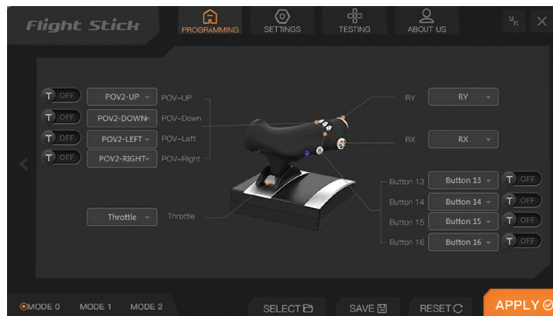 Flight Stick
PROGRAMMING SETTINGS TESTING ABOUT US
T OFF POV2-UP POV-UP
T OFF POV2-DOWN POV-Down
T OFF POV2-LEFT POV-Left
T OFF POV2-RIGHT POV-Right
Throttle Throttle
RY RY
RX RX
Button 13 Button 13 T OFF
Button 14 Button 14 T OFF
Button 15 Button 15 T OFF
Button 16 Button 16 T OFF
MODE 0 MODE 1 MODE 2
SELECT SAVE RESET APPLY